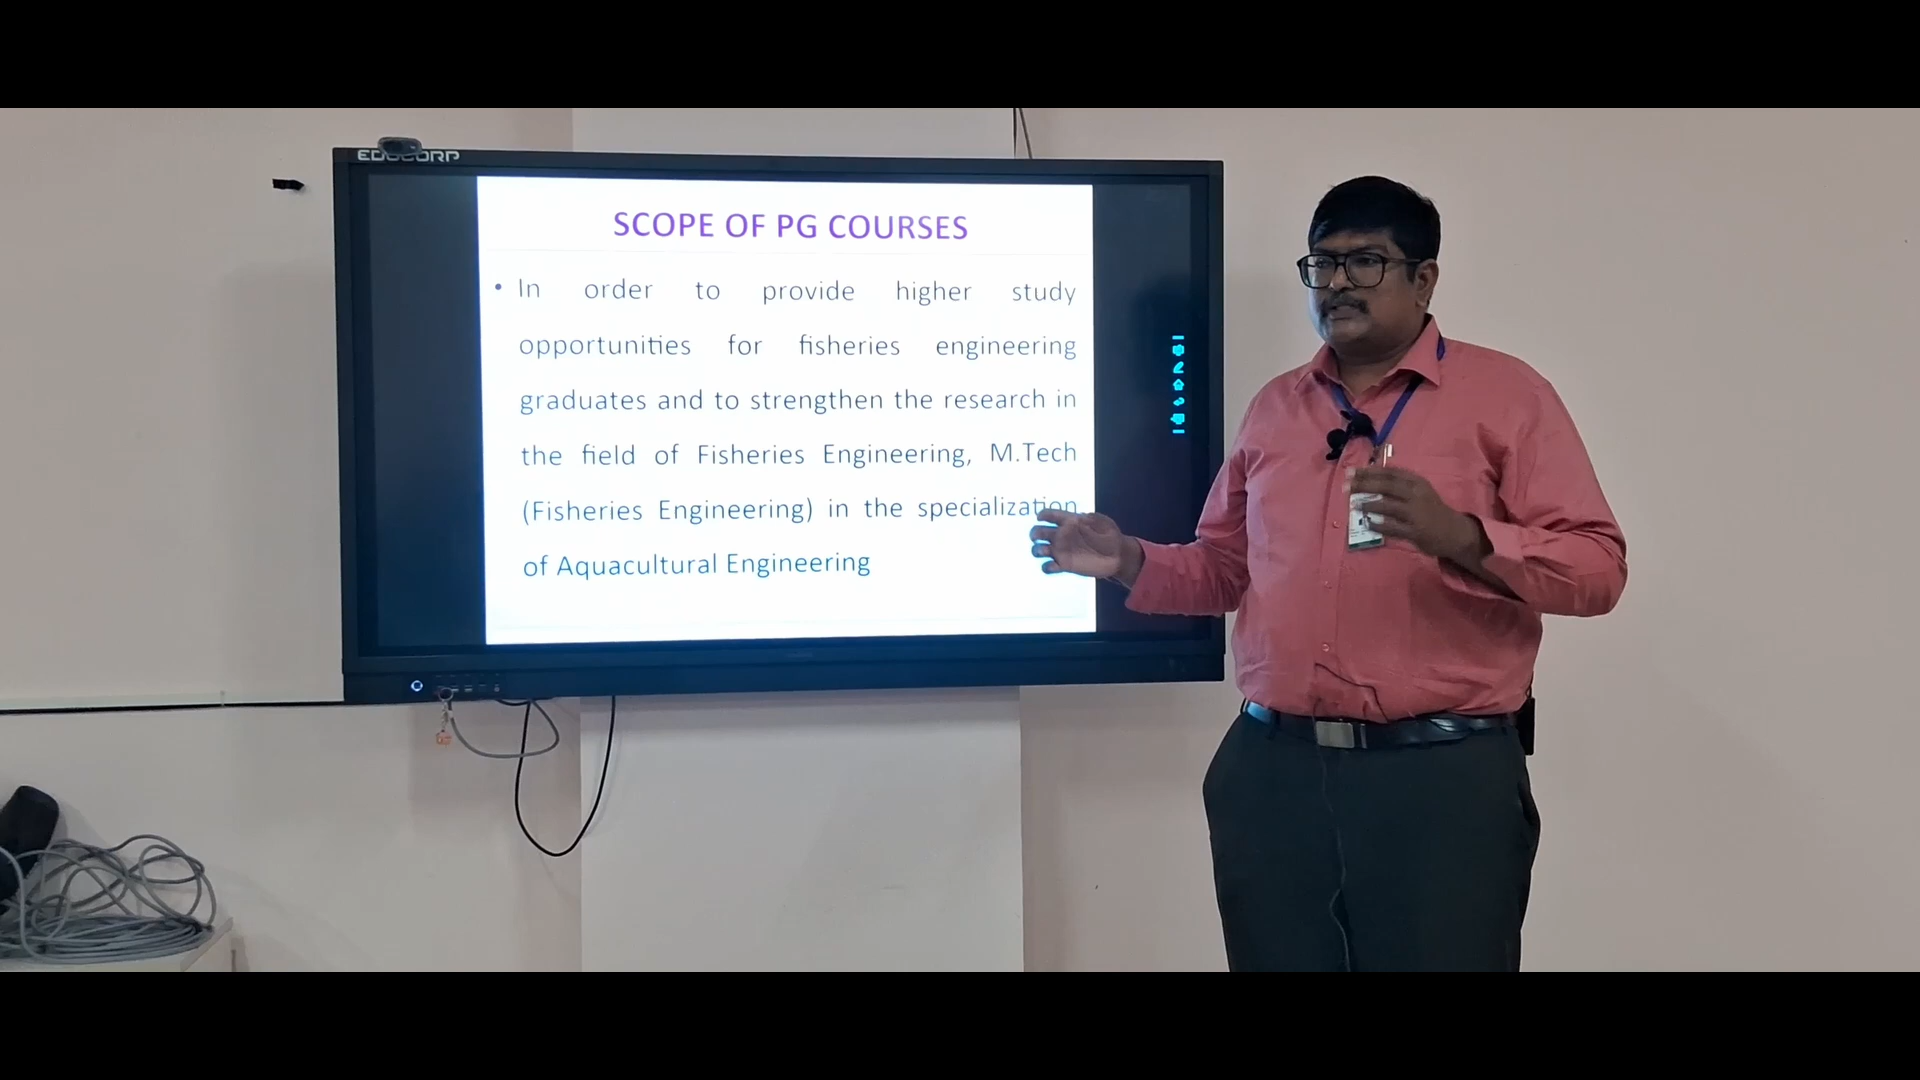 EDUCORP
SCOPE OF PG COURSES
• In order to provide higher study
opportunities for fisheries engineering
graduates and to strengthen the research in
the field of Fisheries Engineering, M.Tech
(Fisheries Engineering) in the specialization
of Aquacultural Engineering